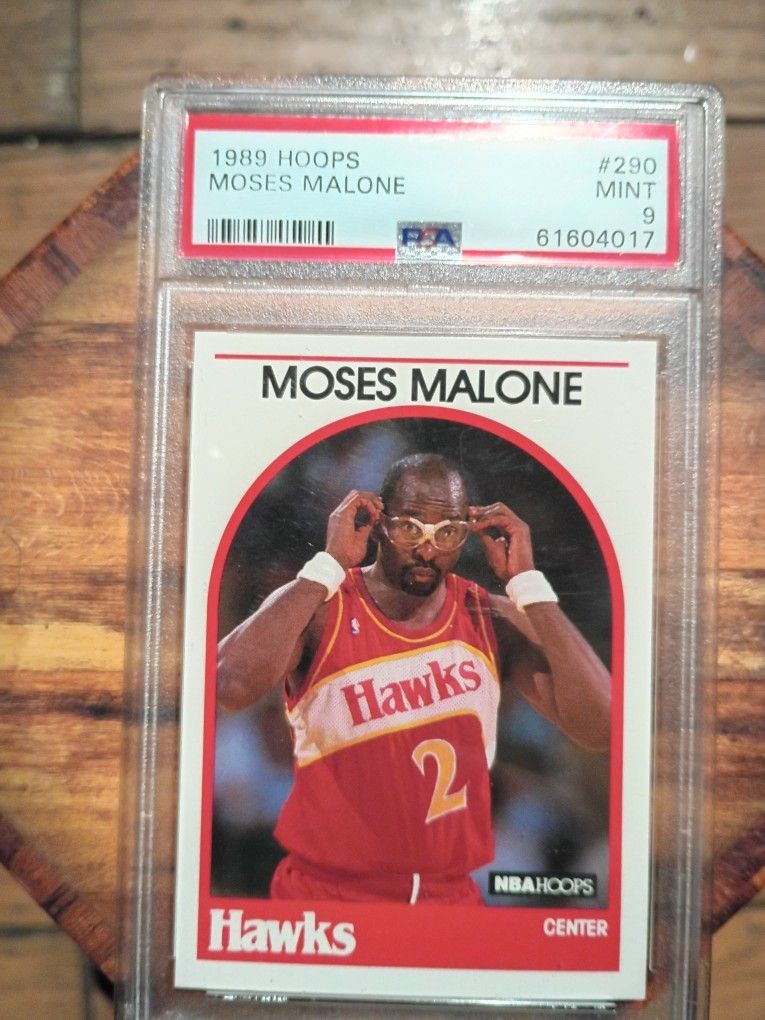 1989 HOOPS #290
MOSES MALONE MINT
9
PSA 61604017
MOSES MALONE
Hawks
2
NBA HOOPS
Hawks CENTER